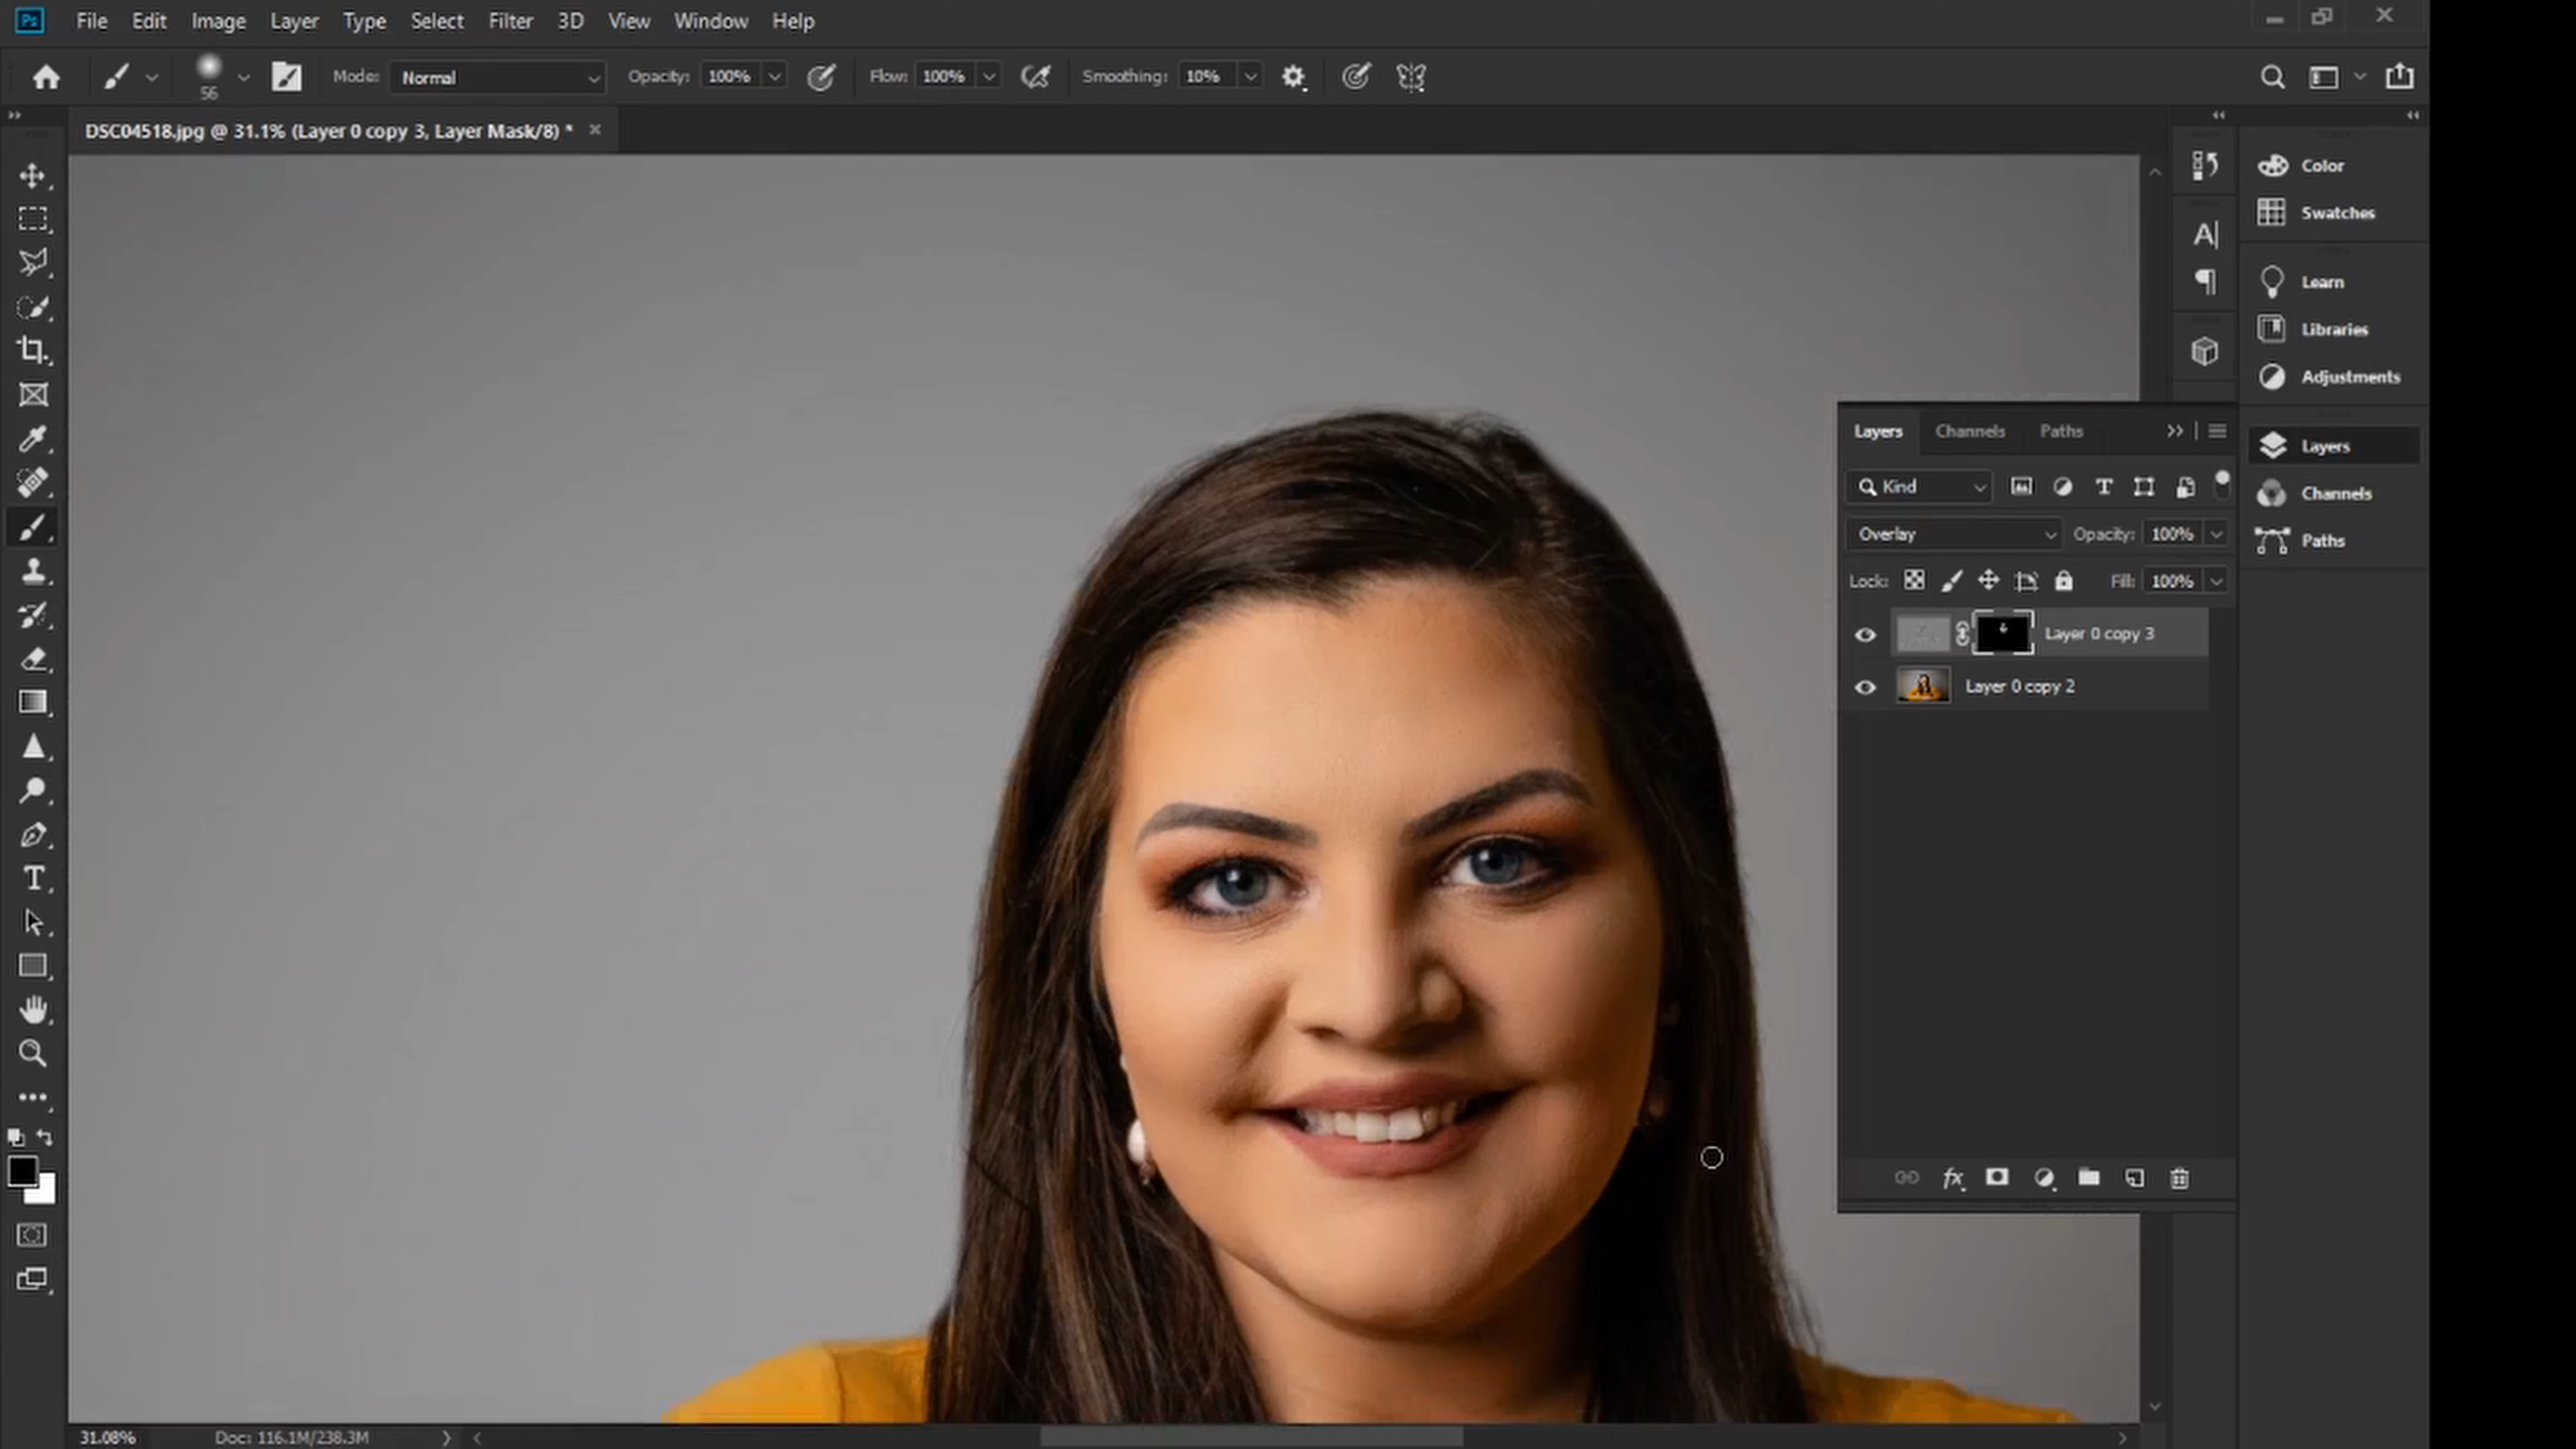 Ps File Edit Image Layer Type Select Filter 3D View Window Help
56 Mode: Normal Opacity: 100% Flow: 100% Smoothing: 10%
DSC04518.jpg @ 31.1% (Layer 0 copy 3, Layer Mask/8) *
Color
Swatches
Learn
Libraries
Adjustments
Layers
Channels
Paths
Layers Channels Paths
Kind
Overlay Opacity: 100%
Lock: Fill: 100%
Layer 0 copy 3
Layer 0 copy 2
fx
31.08% Doc: 116.1M/238.3M